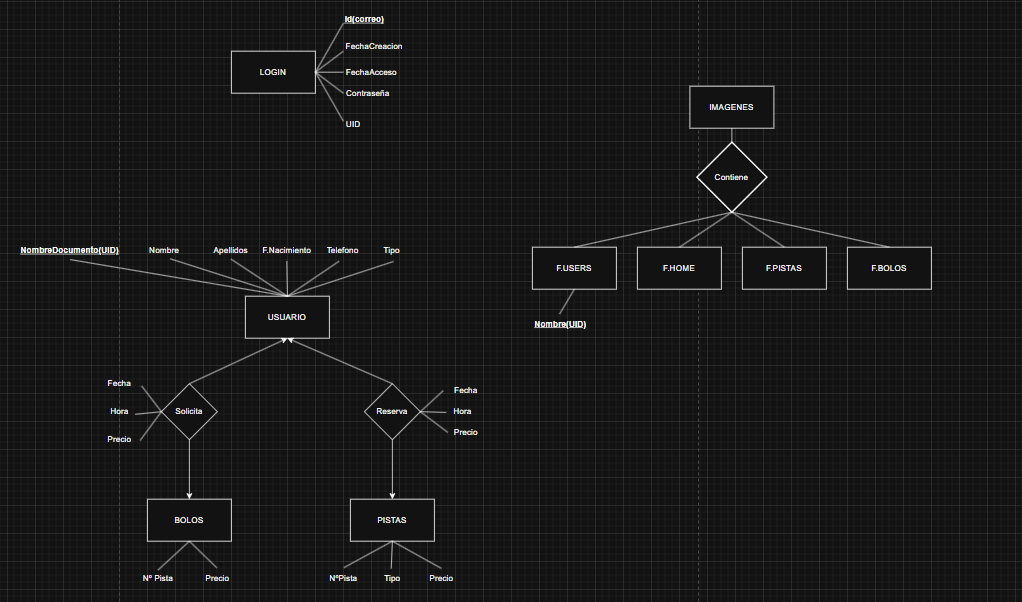 Id(correo)
FechaCreacion
LOGIN
FechaAcceso
Contraseña
UID
IMAGENES
Contiene
NombreDocumento(UID)
Nombre
Apellidos
F.Nacimiento
Telefono
Tipo
F.USERS
F.HOME
F.PISTAS
F.BOLOS
Nombre(UID)
USUARIO
Fecha
Hora
Precio
Solicita
Reserva
Fecha
Hora
Precio
BOLOS
PISTAS
Nº Pista
Precio
NºPista
Tipo
Precio